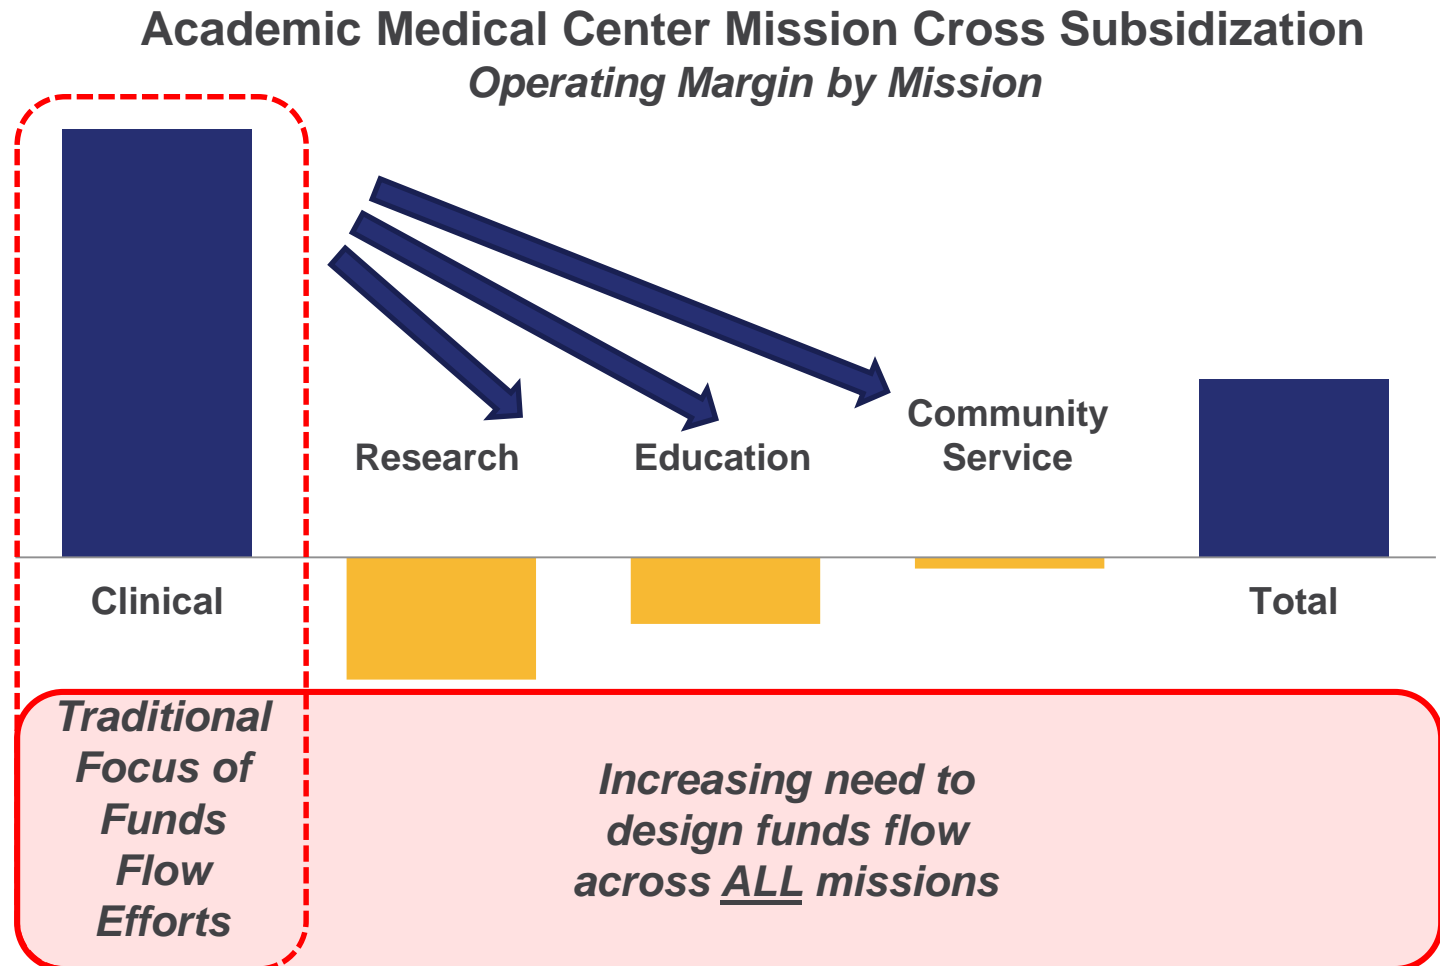 Academic Medical Center Mission Cross Subsidization
Operating Margin by Mission
Community
Service
Research
Education
Clinical
Total
Traditional
Focus of
Funds
Flow
Efforts
Increasing need to
design funds flow
across ALL missions